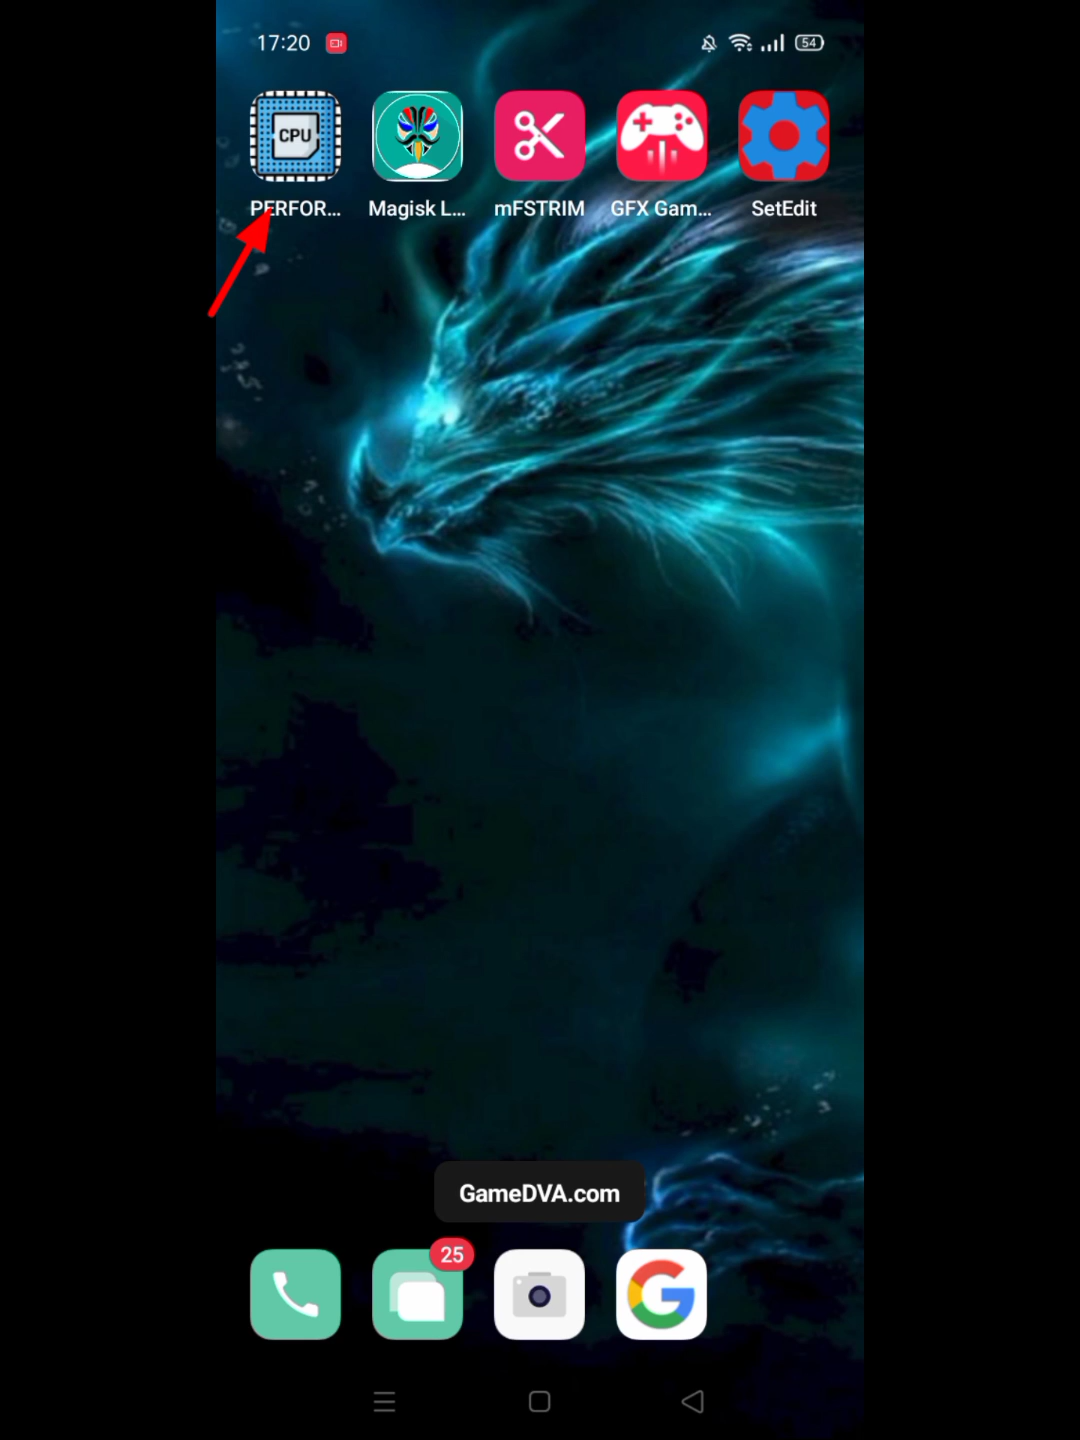 17:20
54
CPU
PERFOR...
Magisk L...
mFSTRIM
GFX Gam...
SetEdit
GameDVA.com
25